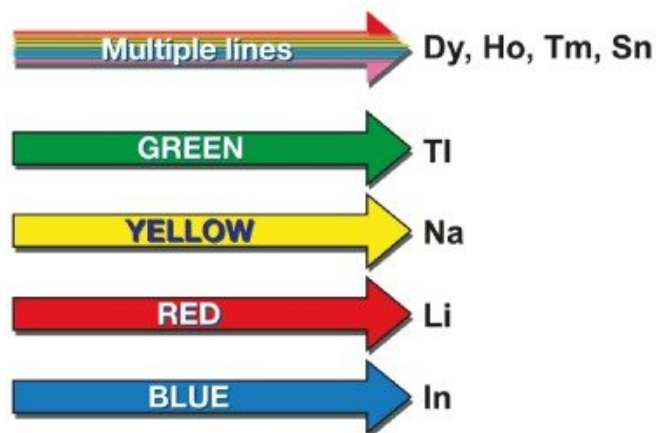 Multiple lines Dy, Ho, Tm, Sn
GREEN Tl
YELLOW Na
RED Li
BLUE In